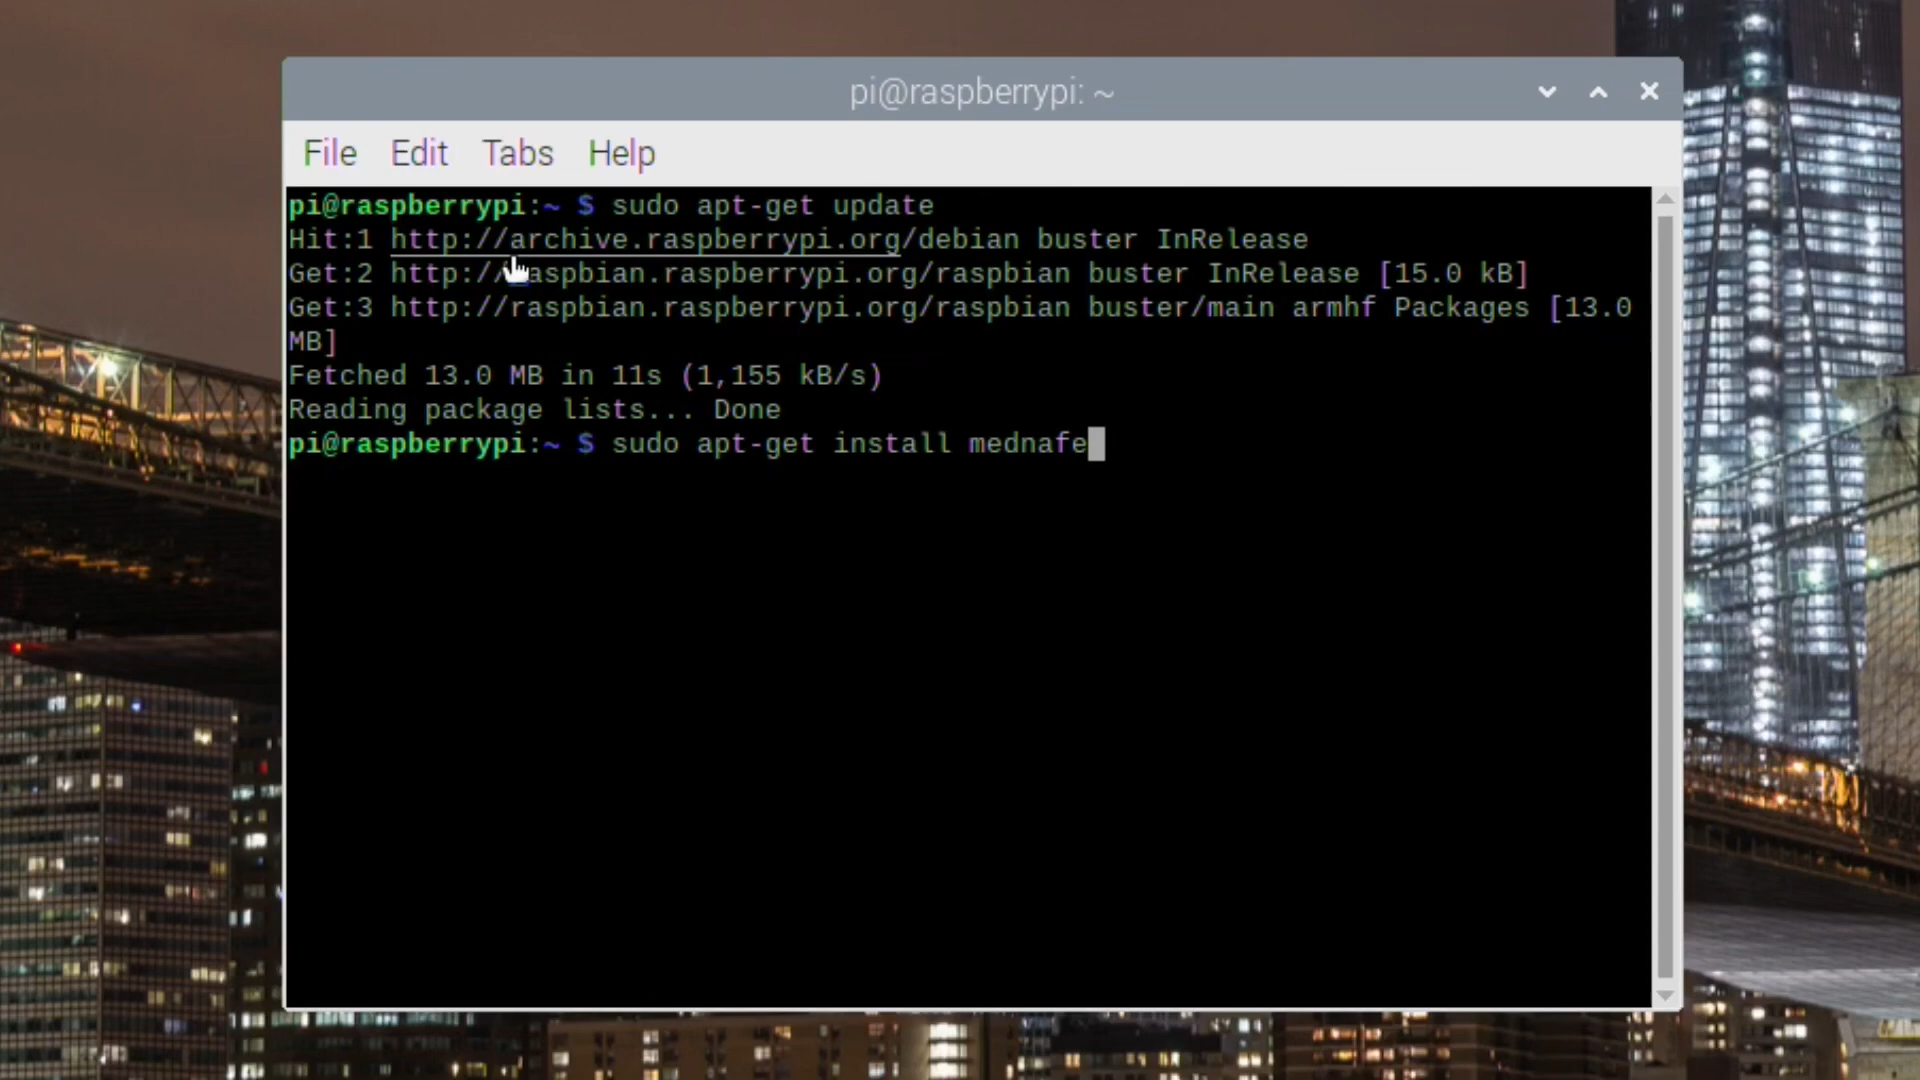 pi@raspberrypi: ~
File Edit Tabs Help
pi@raspberrypi:~ $ sudo apt-get update
Hit:1 http://archive.raspberrypi.org/debian buster InRelease
Get:2 http://raspbian.raspberrypi.org/raspbian buster InRelease [15.0 kB]
Get:3 http://raspbian.raspberrypi.org/raspbian buster/main armhf Packages [13.0
MB]
Fetched 13.0 MB in 11s (1,155 kB/s)
Reading package lists... Done
pi@raspberrypi:~ $ sudo apt-get install mednafe